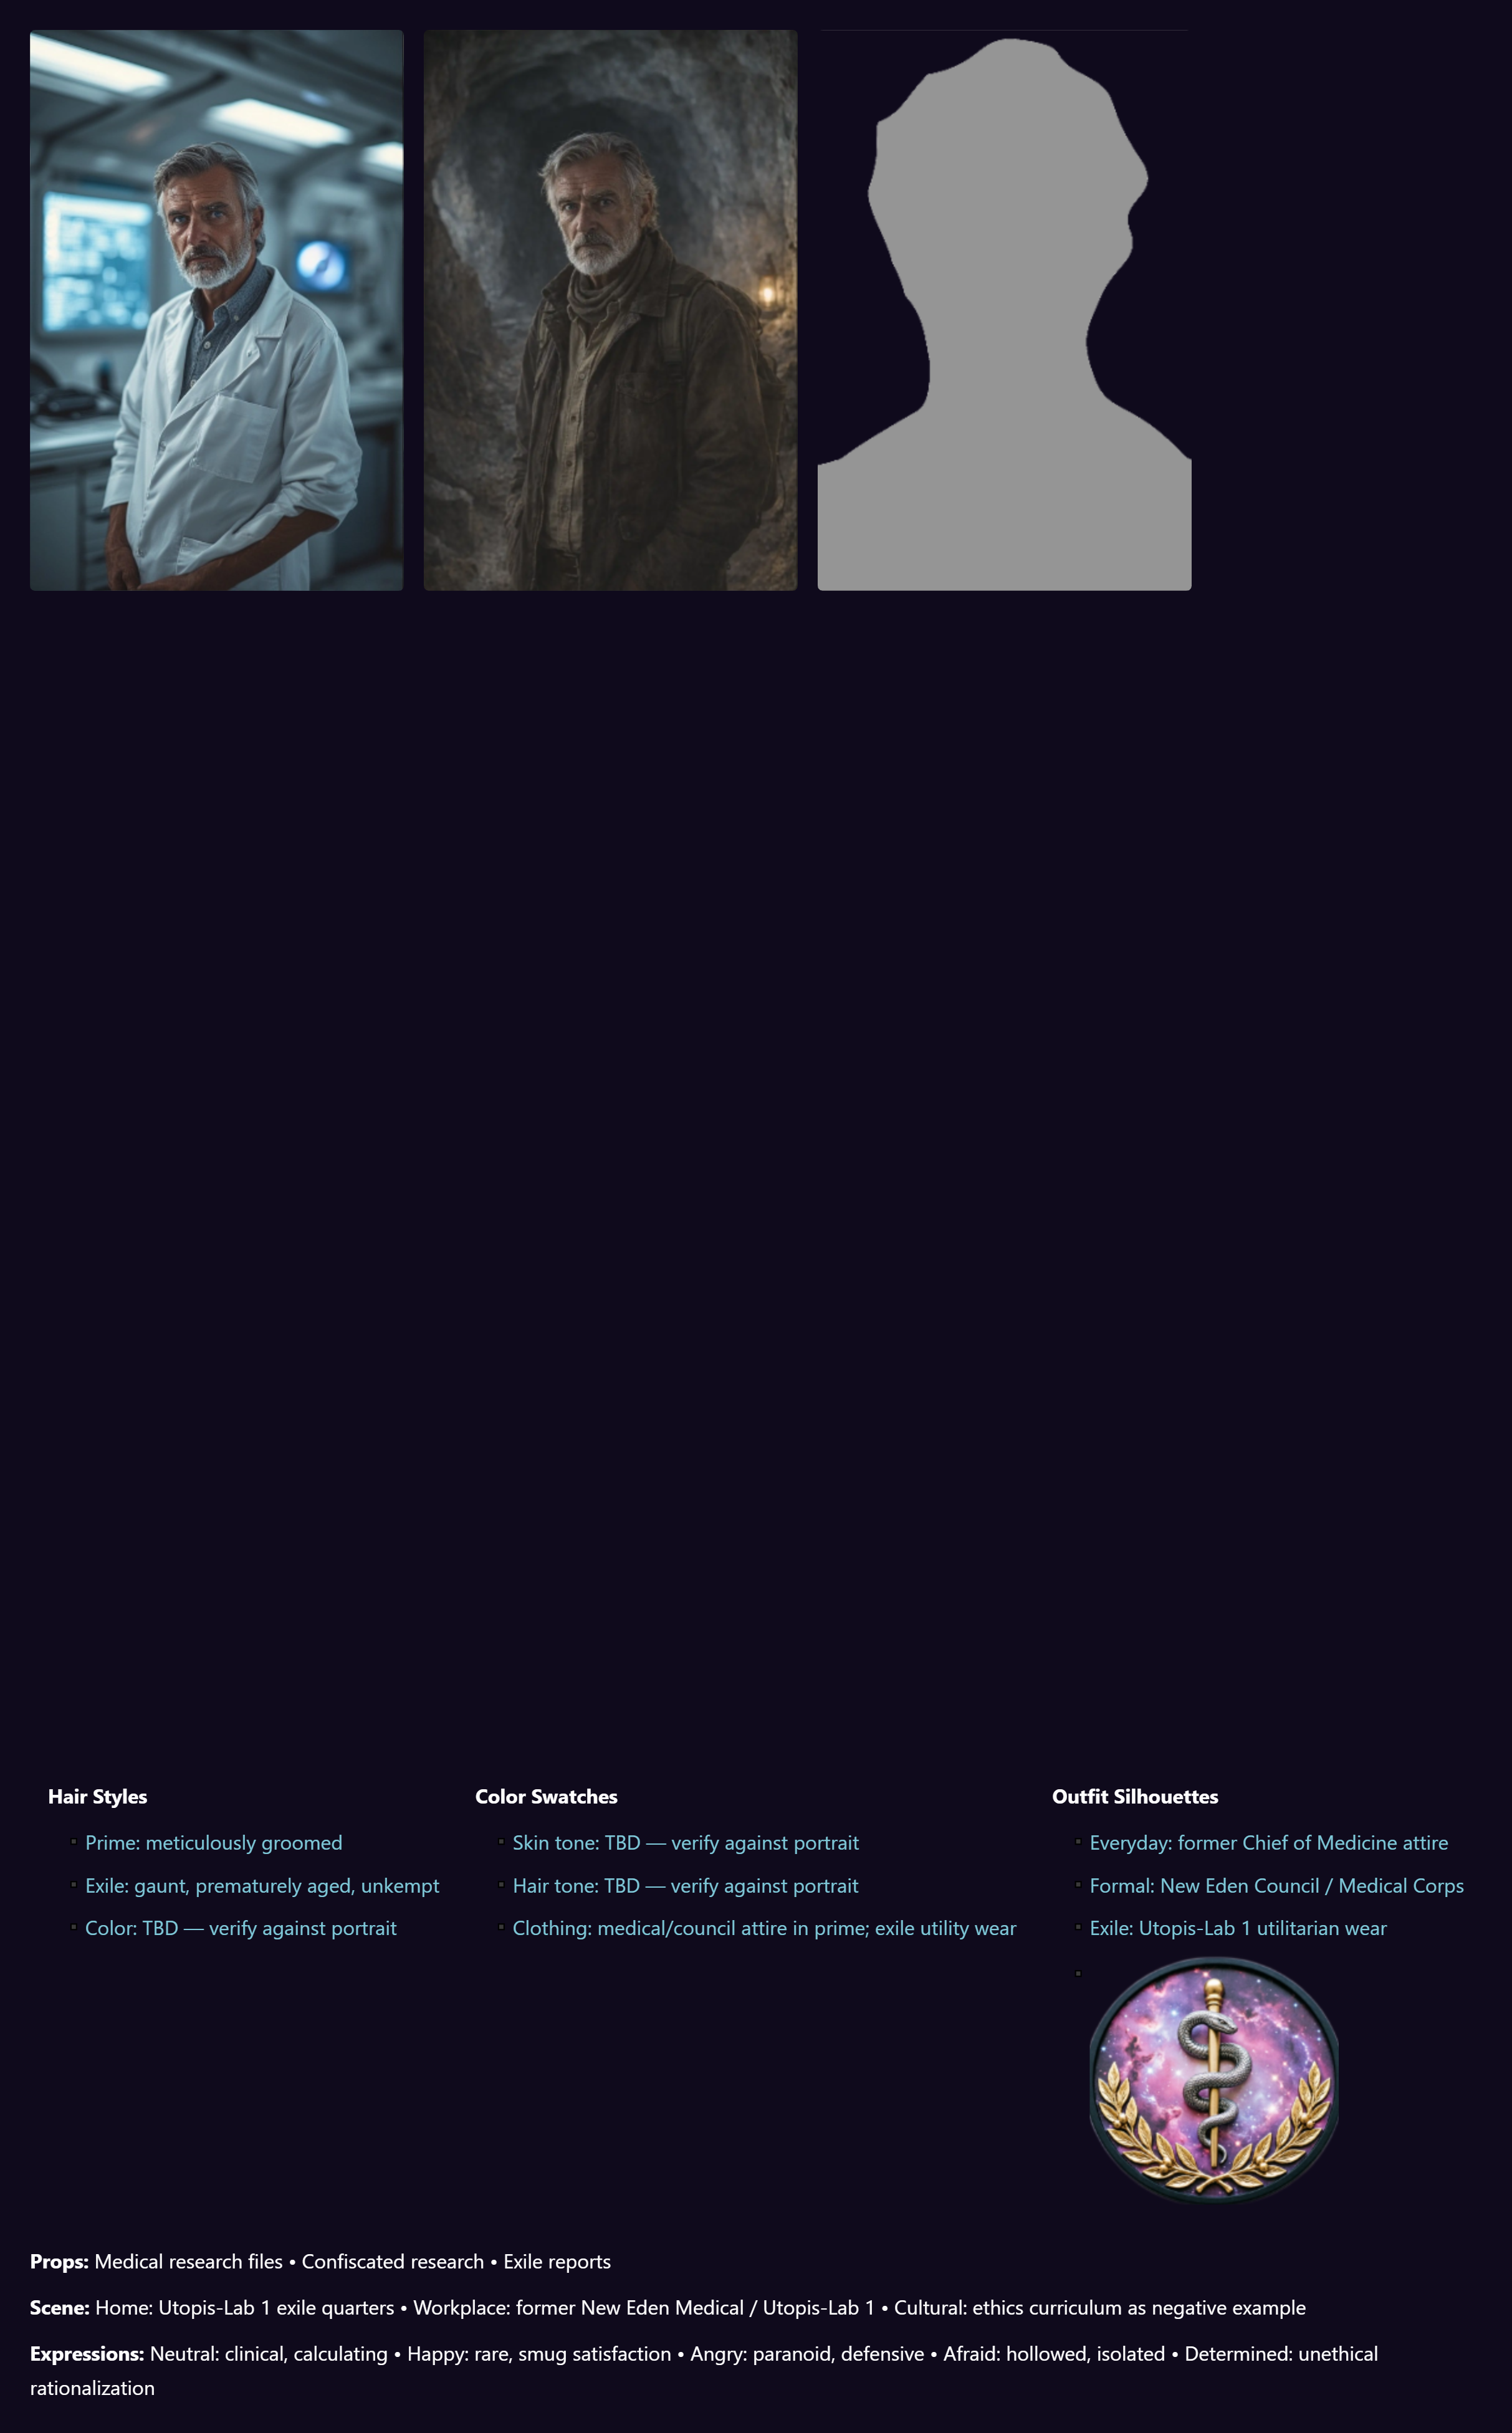 Hair Styles
Prime: meticulously groomed
Exile: gaunt, prematurely aged, unkempt
Color: TBD — verify against portrait
Color Swatches
Skin tone: TBD — verify against portrait
Hair tone: TBD — verify against portrait
Clothing: medical/council attire in prime; exile utility wear
Outfit Silhouettes
Everyday: former Chief of Medicine attire
Formal: New Eden Council / Medical Corps
Exile: Utopis-Lab 1 utilitarian wear
Props: Medical research files • Confiscated research • Exile reports
Scene: Home: Utopis-Lab 1 exile quarters • Workplace: former New Eden Medical / Utopis-Lab 1 • Cultural: ethics curriculum as negative example
Expressions: Neutral: clinical, calculating • Happy: rare, smug satisfaction • Angry: paranoid, defensive • Afraid: hollowed, isolated • Determined: unethical
rationalization